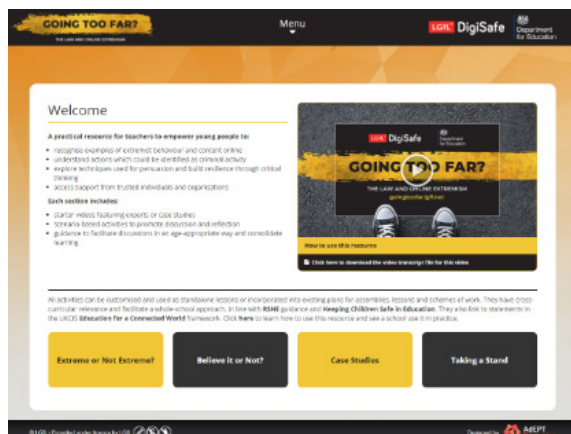 GOING TOO FAR?
THE LAW AND ONLINE EXTREMISM
Menu
LGfL DigiSafe
Department
for Education
Welcome
A practical resource for teachers to empower young people to:
recognise examples of extremist behaviour and content online
understand actions which could be identified as criminal activity
explore techniques used for persuasion and build resilience through critical
thinking
access support from trusted individuals and organisations
Each section includes:
starter videos featuring experts or case studies
scenario-based activities to promote discussion and reflection
guidance to facilitate discussions in an age-appropriate way and consolidate
learning
LGfL DigiSafe
Department
for Education
GOING TOO FAR?
THE LAW AND ONLINE EXTREMISM
goingtoofar.lgfl.net
How to use this resource
Click here to download the video transcript file for this video
All activities can be customised and used as standalone lessons or incorporated into existing plans for assemblies, lessons and schemes of work. They have cross-
curricular relevance and facilitate a whole-school approach, in line with RSHE guidance and Keeping Children Safe in Education. They also link to statements in
the UKCIS Education for a Connected World framework. Click here to learn how to use this resource and see a school use it in practice.
Extreme or Not Extreme?
Believe it or Not?
Case Studies
Taking a Stand
© LGfL - Provided under licence by LGfL
Designed by
AdEPT